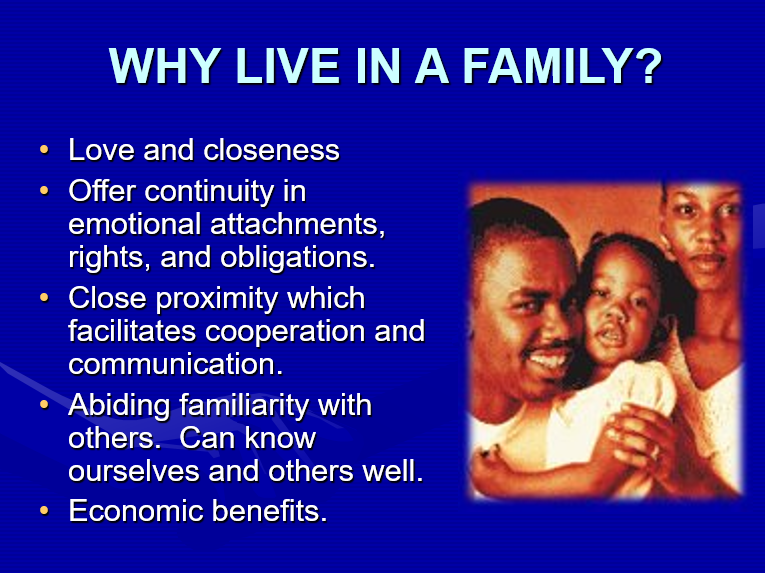 WHY LIVE IN A FAMILY?
• Love and closeness
• Offer continuity in
emotional attachments,
rights, and obligations.
• Close proximity which
facilitates cooperation and
communication.
• Abiding familiarity with
others.  Can know
ourselves and others well.
• Economic benefits.